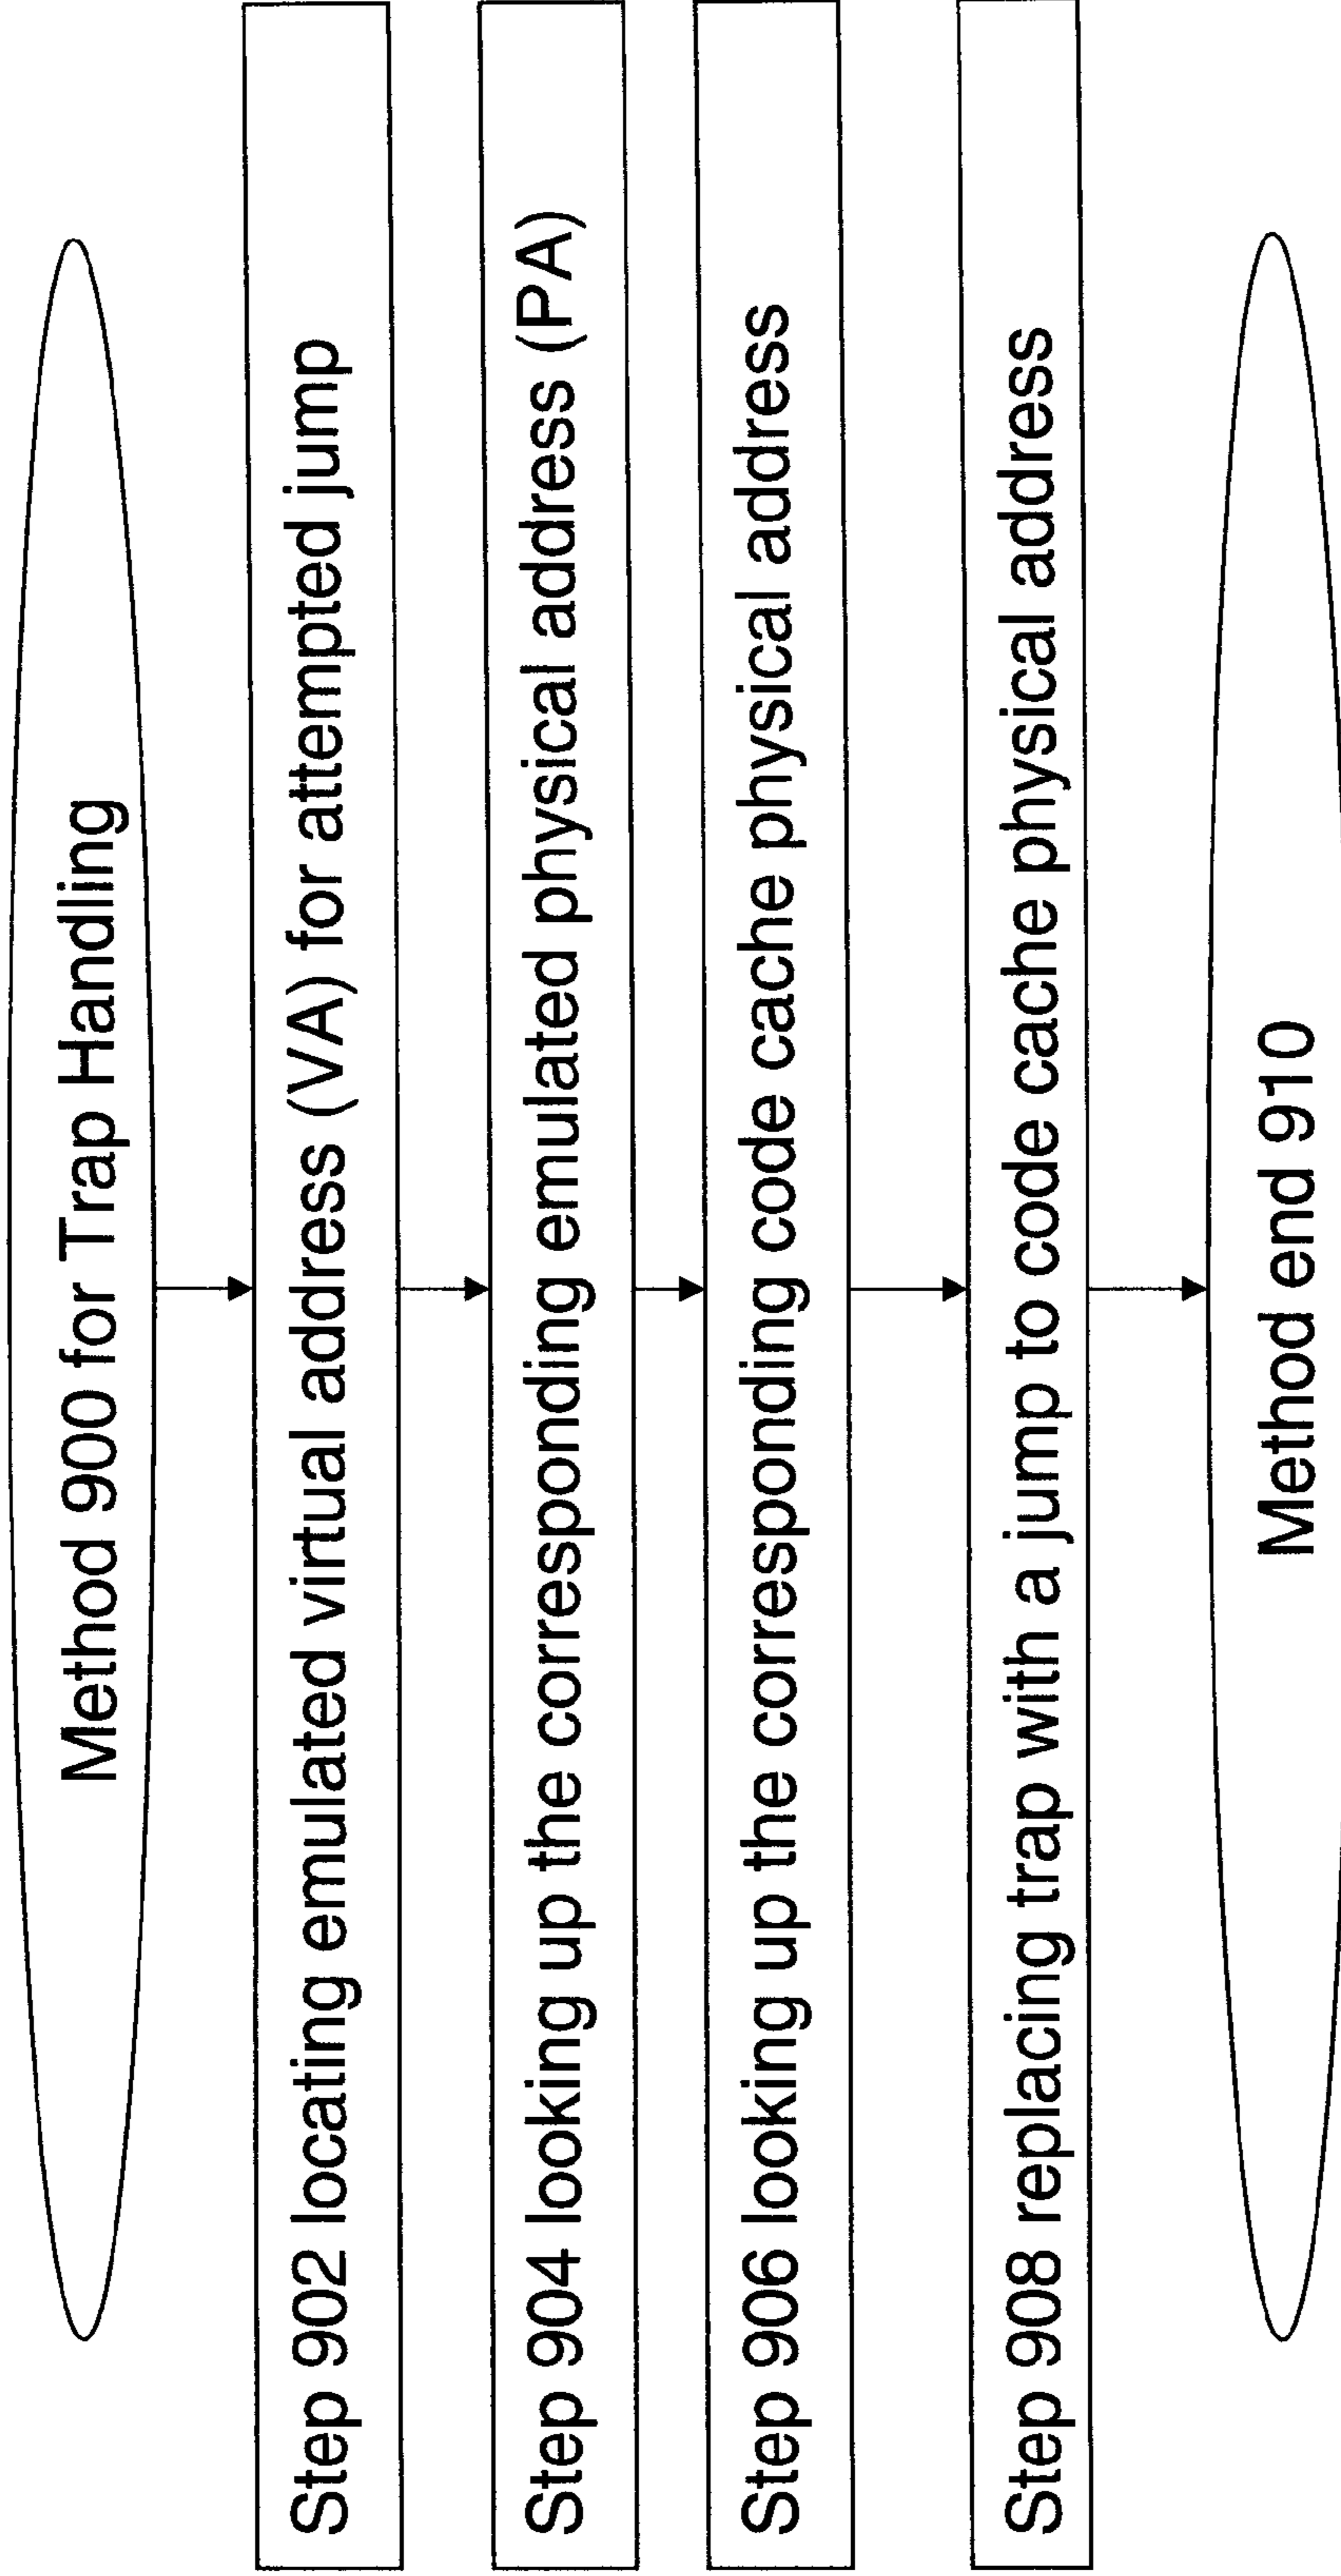 Method 900 for Trap Handling
Step 902 locating emulated virtual address (VA) for attempted jump
Step 904 looking up the corresponding emulated physical address (PA)
Step 906 looking up the corresponding code cache physical address
Step 908 replacing trap with a jump to code cache physical address
Method end 910